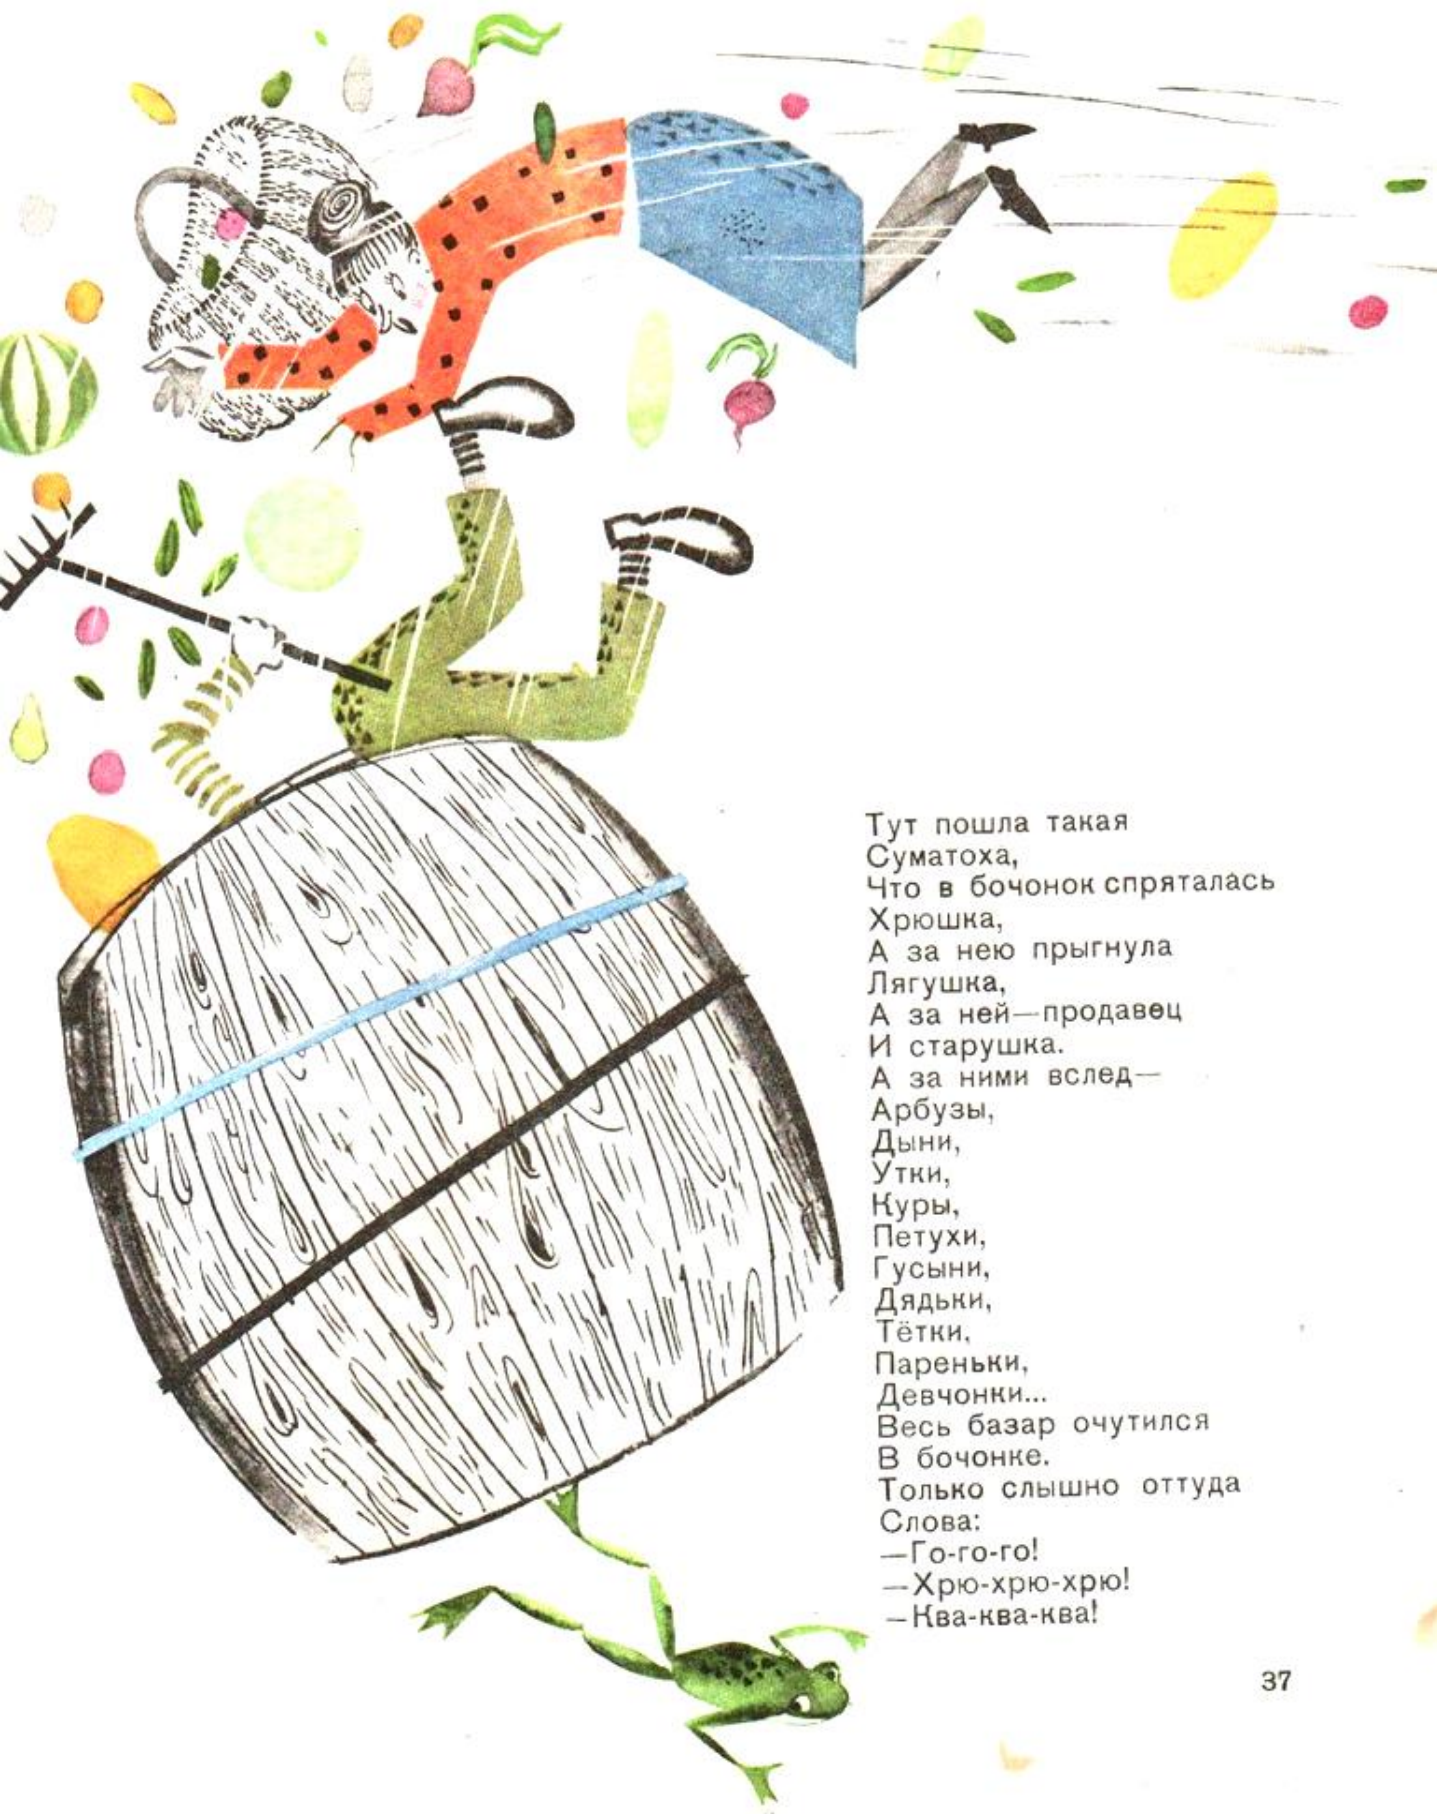 Тут пошла такая
Суматоха,
Что в бочонок спряталась
Хрюшка,
А за нею прыгнула
Лягушка,
А за ней—продавец
И старушка.
А за ними вслед—
Арбузы,
Дыни,
Утки,
Куры,
Петухи,
Гусыни,
Дядьки,
Тётки,
Пареньки,
Девчонки...
Весь базар очутился
В бочонке.
Только слышно оттуда
Слова:
—Го-го-го!
—Хрю-хрю-хрю!
—Ква-ква-ква!
37